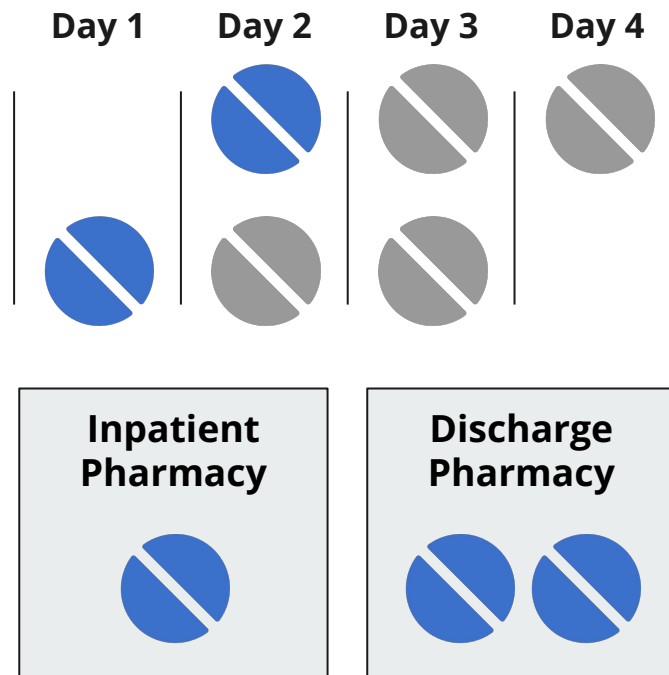 Day 1 Day 2 Day 3 Day 4
Inpatient
Pharmacy
Discharge
Pharmacy